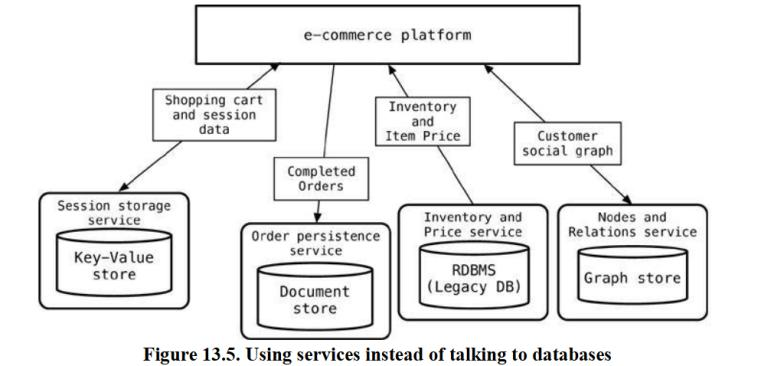 e-commerce platform
Shopping cart
and session
data
Inventory
and
Item Price
Customer
social graph
Completed
Orders
Session storage
service
Key-Value
store
Order persistence
service
Document
store
Inventory and
Price service
RDBMS
(Legacy DB)
Nodes and
Relations service
Graph store
Figure 13.5. Using services instead of talking to databases